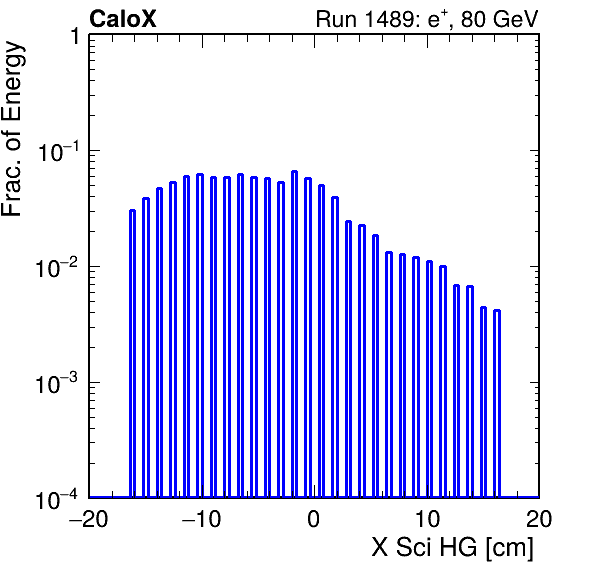 CaloX Run 1489: e⁺, 80 GeV
Frac. of Energy
1
10⁻¹
10⁻²
10⁻³
10⁻⁴
−20 −10 0 10 20
X Sci HG [cm]